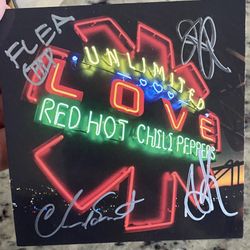 FLEA
UNLIMITED
LOVE
RED HOT CHILI PEPPERS